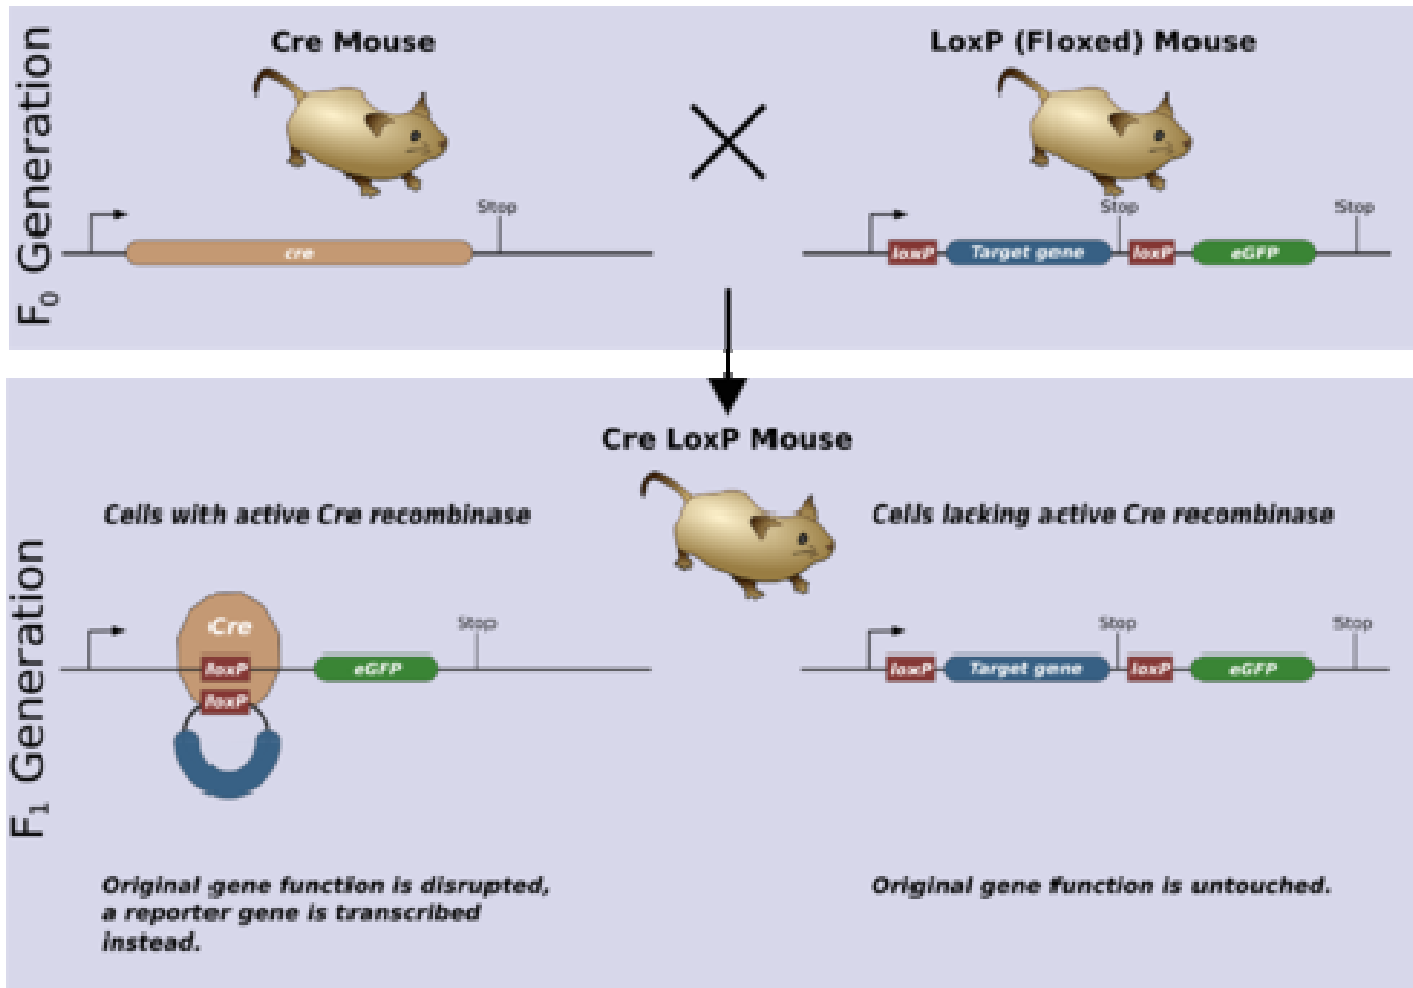 F0 Generation
Cre Mouse
LoxP (Floxed) Mouse
Stop
cre
Stop
Stop
loxP
Target gene
loxP
eGFP
F1 Generation
Cre LoxP Mouse
Cells with active Cre recombinase
Cells lacking active Cre recombinase
Cre
loxP
loxP
eGFP
Stop
Stop
Stop
loxP
Target gene
loxP
eGFP
Original gene function is disrupted,
a reporter gene is transcribed
instead.
Original gene function is untouched.